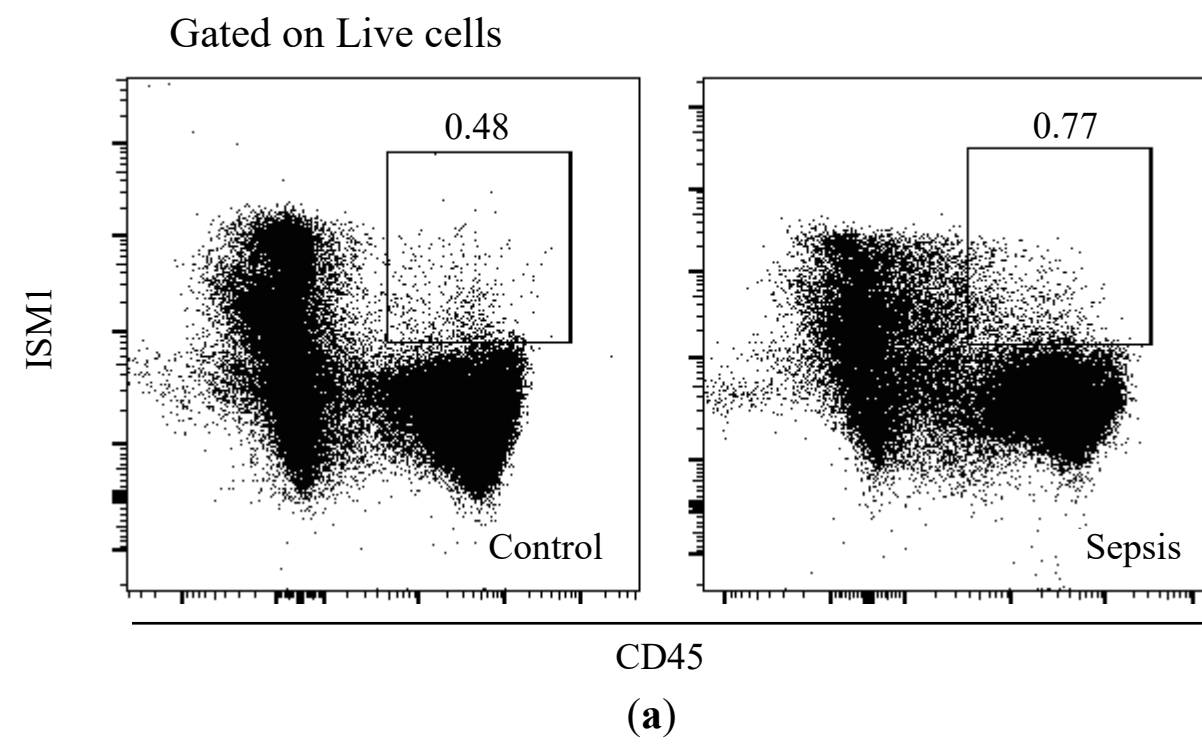 Gated on Live cells
0.48
0.77
ISM1
Control
Sepsis
CD45
(a)